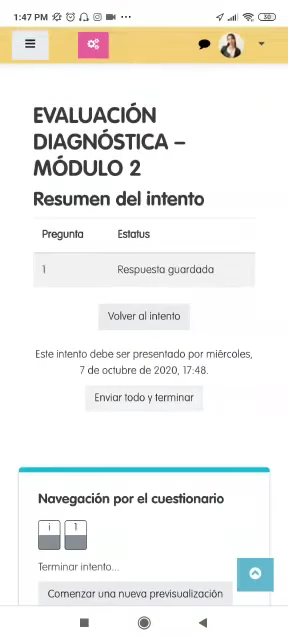 1:47 PM
30
EVALUACIÓN
DIAGNÓSTICA –
MÓDULO 2
Resumen del intento
Pregunta Estatus
1 Respuesta guardada
Volver al intento
Este intento debe ser presentado por miércoles,
7 de octubre de 2020, 17:48.
Enviar todo y terminar
Navegación por el cuestionario
i 1
Terminar intento...
Comenzar una nueva previsualización